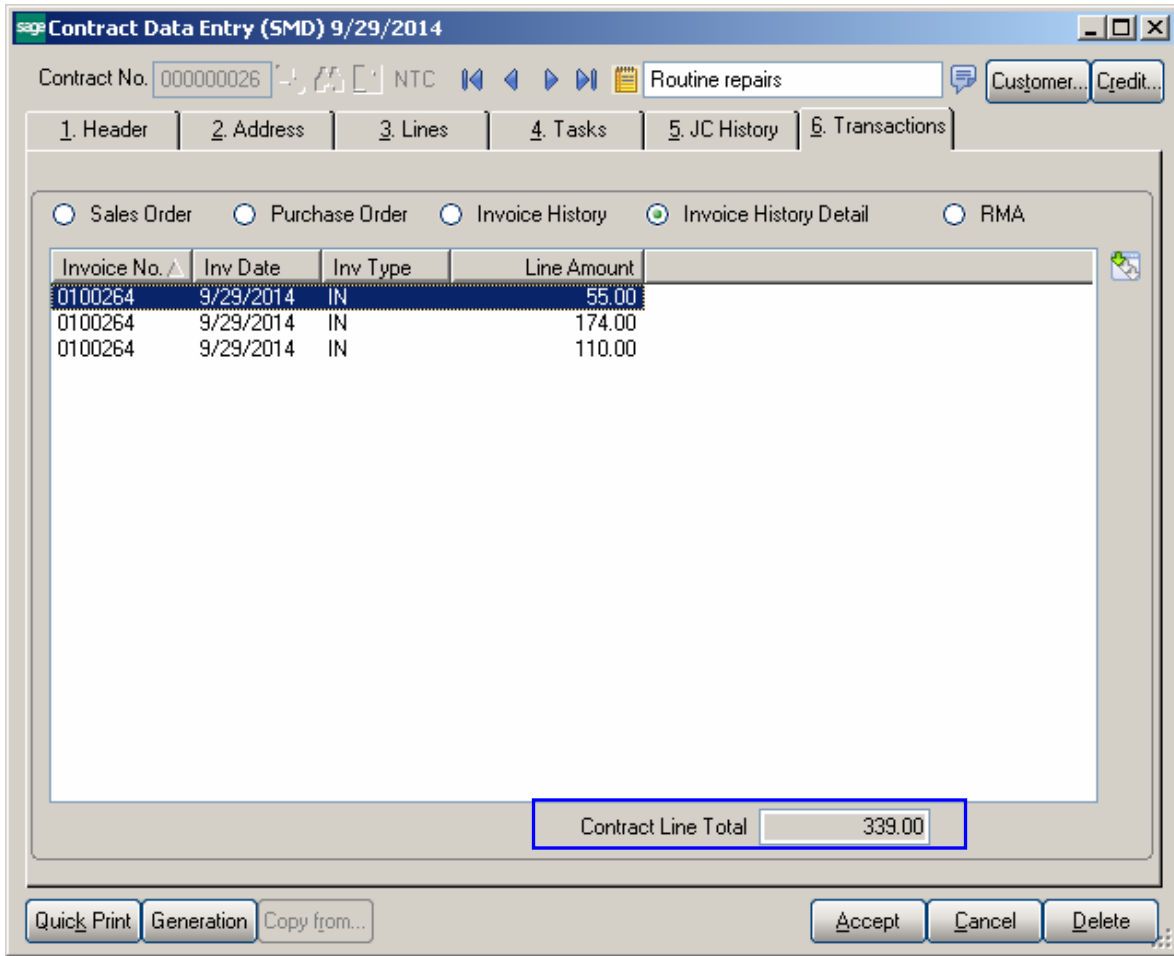 sage Contract Data Entry (SMD) 9/29/2014
Contract No. 000000026 NTC Routine repairs Customer... Credit...
1. Header 2. Address 3. Lines 4. Tasks 5. JC History 6. Transactions
Sales Order Purchase Order Invoice History Invoice History Detail RMA
Invoice No. Inv Date Inv Type Line Amount
0100264 9/29/2014 IN 55.00
0100264 9/29/2014 IN 174.00
0100264 9/29/2014 IN 110.00
Contract Line Total 339.00
Quick Print Generation Copy from... Accept Cancel Delete